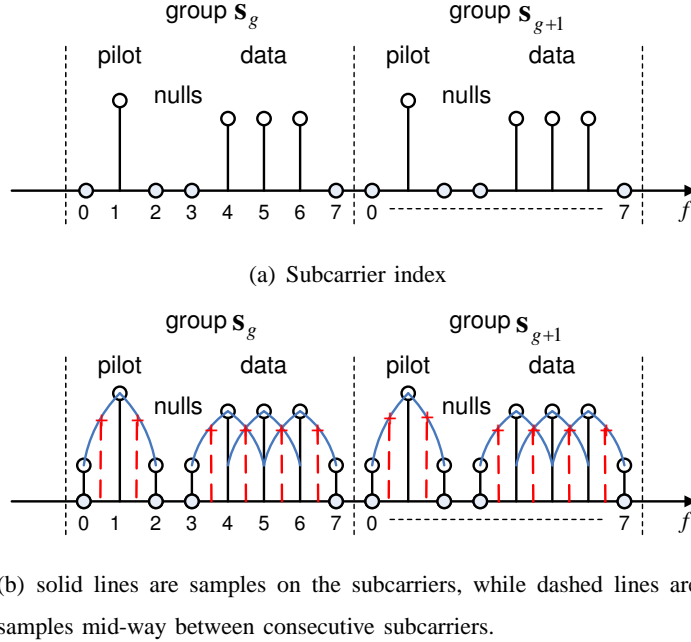 group s_g group s_{g+1}
pilot data pilot data
nulls nulls
0 1 2 3 4 5 6 7 0 7 f
(a) Subcarrier index
group s_g group s_{g+1}
pilot data pilot data
nulls nulls
0 1 2 3 4 5 6 7 0 7 f
(b) solid lines are samples on the subcarriers, while dashed lines are
samples mid-way between consecutive subcarriers.